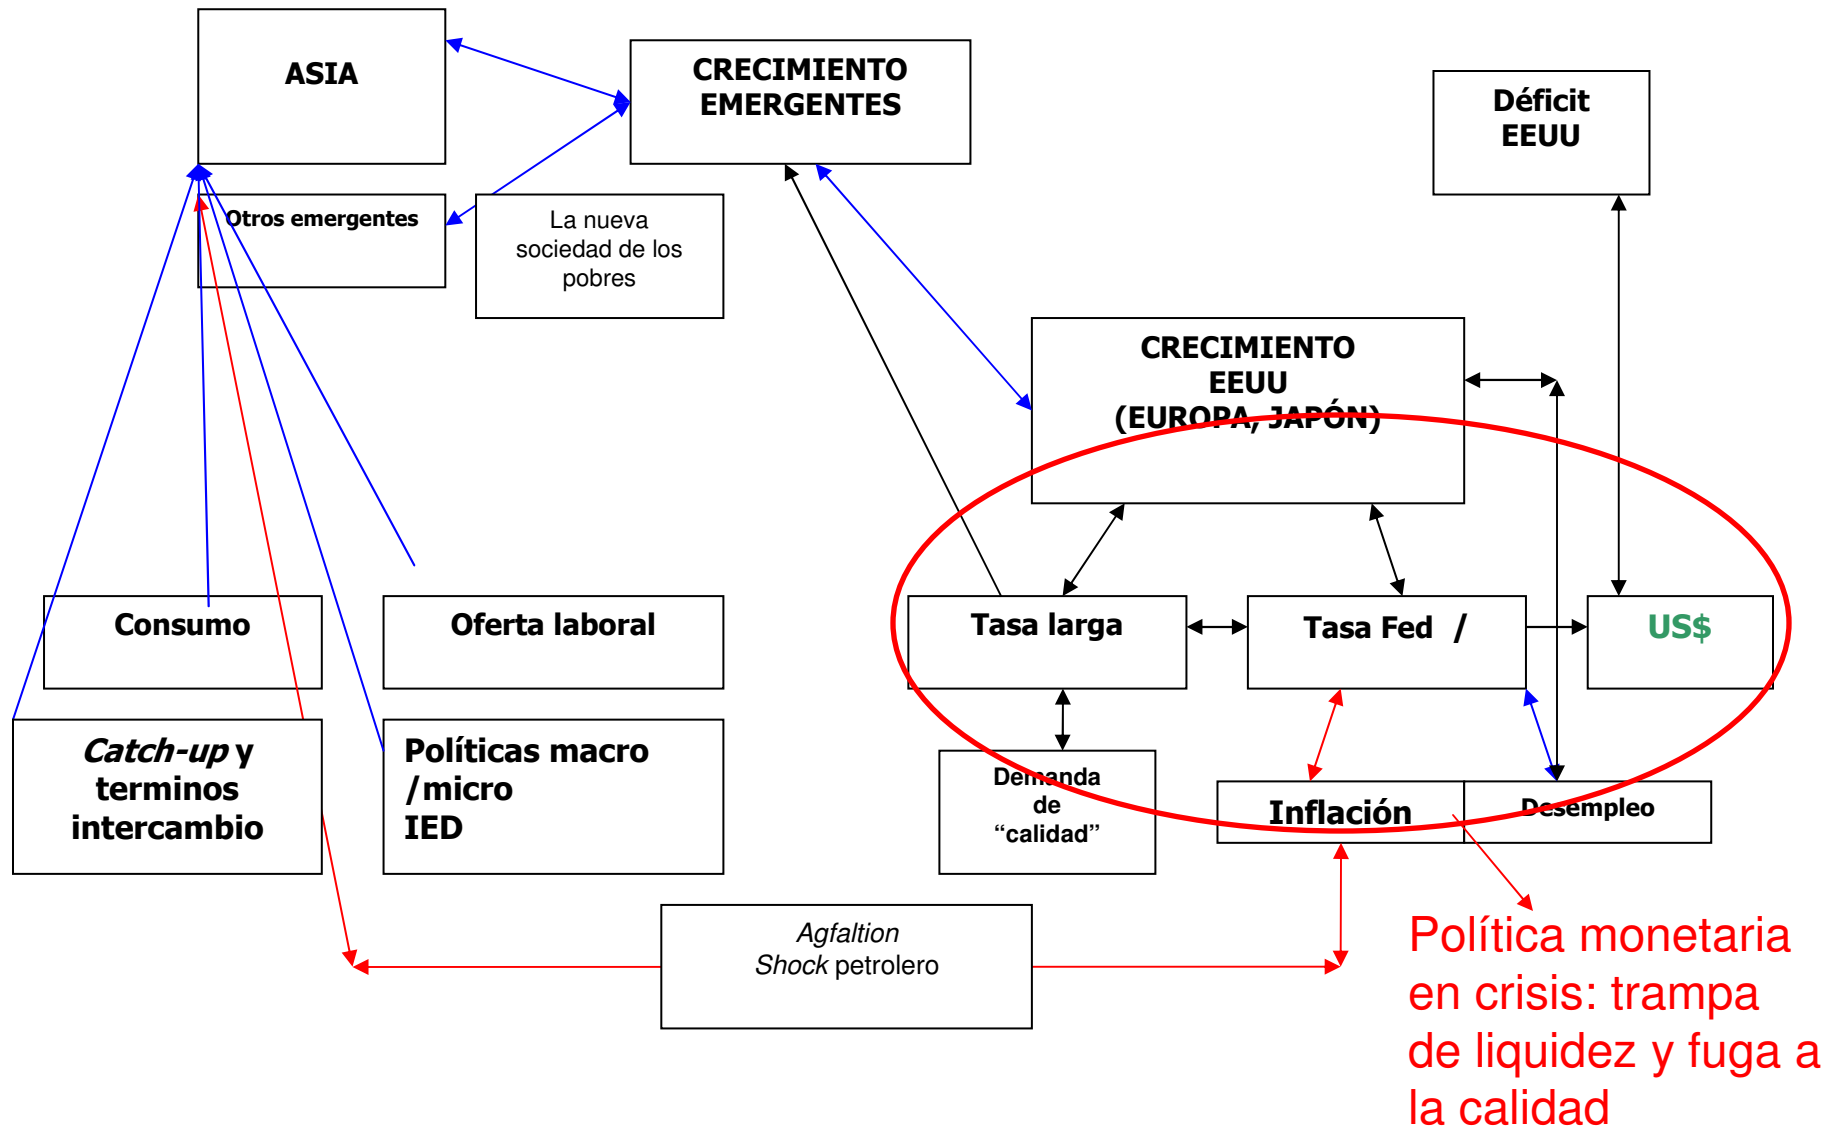 ASIA
CRECIMIENTO
EMERGENTES
Déficit
EEUU
Otros emergentes
La nueva
sociedad de los
pobres
CRECIMIENTO
EEUU
(EUROPA, JAPÓN)
Consumo
Oferta laboral
Tasa larga
Tasa Fed /
US$
Catch-up y
terminos
intercambio
Políticas macro
/micro
IED
Demanda
de
“calidad”
Inflación
Desempleo
Agfaltion
Shock petrolero
Política monetaria
en crisis: trampa
de liquidez y fuga a
la calidad